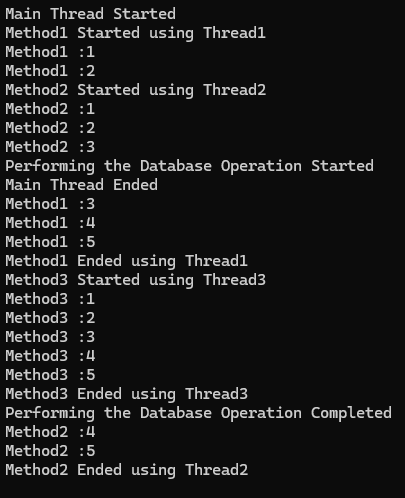 Main Thread Started
Method1 Started using Thread1
Method1 :1
Method1 :2
Method2 Started using Thread2
Method2 :1
Method2 :2
Method2 :3
Performing the Database Operation Started
Main Thread Ended
Method1 :3
Method1 :4
Method1 :5
Method1 Ended using Thread1
Method3 Started using Thread3
Method3 :1
Method3 :2
Method3 :3
Method3 :4
Method3 :5
Method3 Ended using Thread3
Performing the Database Operation Completed
Method2 :4
Method2 :5
Method2 Ended using Thread2